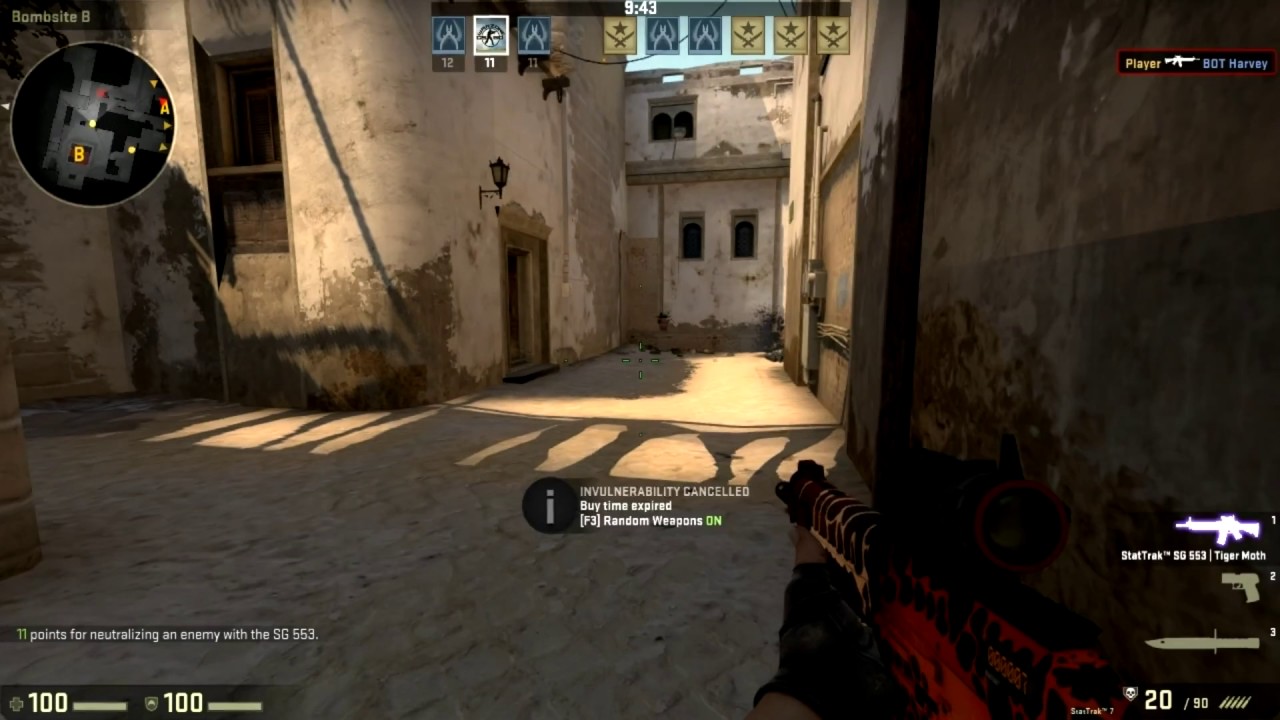 Bombsite B
9:43
12
11
11
Player BOT Harvey
A
B
INVULNERABILITY CANCELLED
Buy time expired
[F3] Random Weapons ON
1
StatTrak™ SG 553 | Tiger Moth
2
3
11 points for neutralizing an enemy with the SG 553.
StatTrak™ 7
100
100
20 / 90